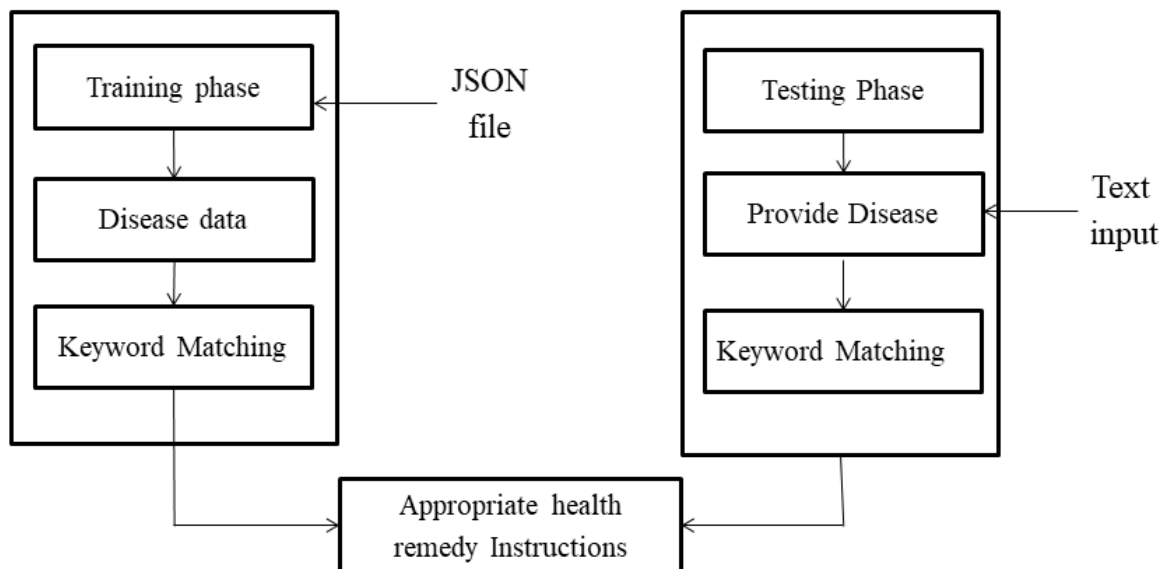 Training phase
JSON
file
Disease data
Keyword Matching
Testing Phase
Provide Disease
Text
input
Keyword Matching
Appropriate health
remedy Instructions